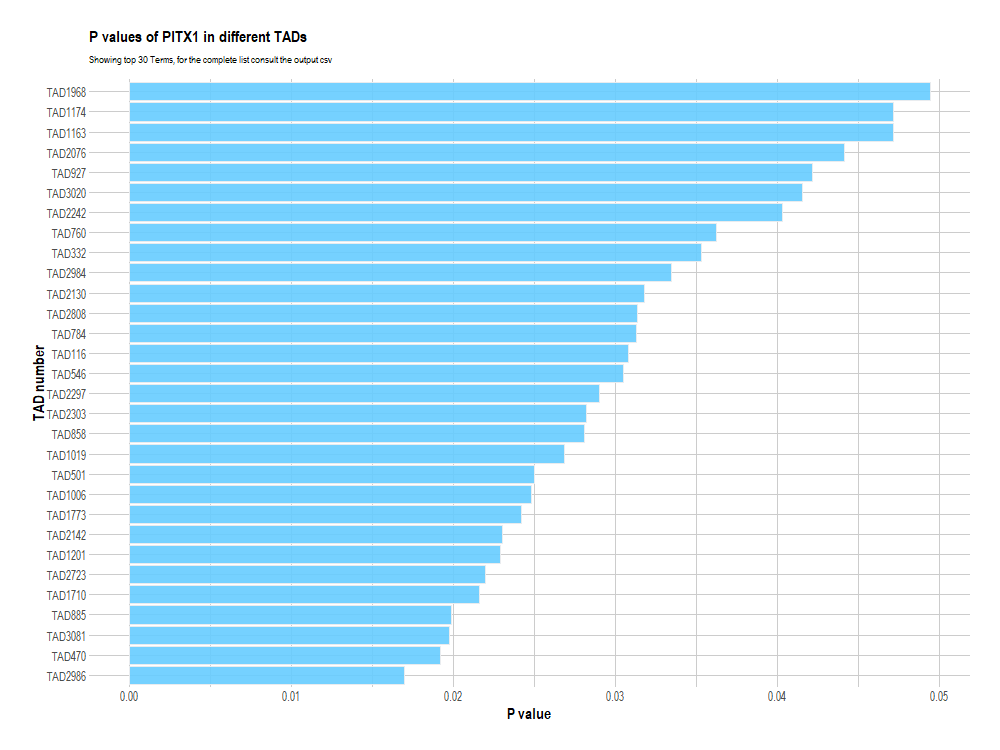 P values of PITX1 in different TADs
Showing top 30 Terms, for the complete list consult the output csv
TAD1968
TAD1174
TAD1163
TAD2076
TAD927
TAD3020
TAD2242
TAD760
TAD332
TAD2984
TAD2130
TAD2808
TAD784
TAD116
TAD546
TAD2297
TAD2303
TAD858
TAD1019
TAD501
TAD1006
TAD1773
TAD2142
TAD1201
TAD2723
TAD1710
TAD885
TAD3081
TAD470
TAD2986
TAD number
0.00 0.01 0.02 0.03 0.04 0.05
P value